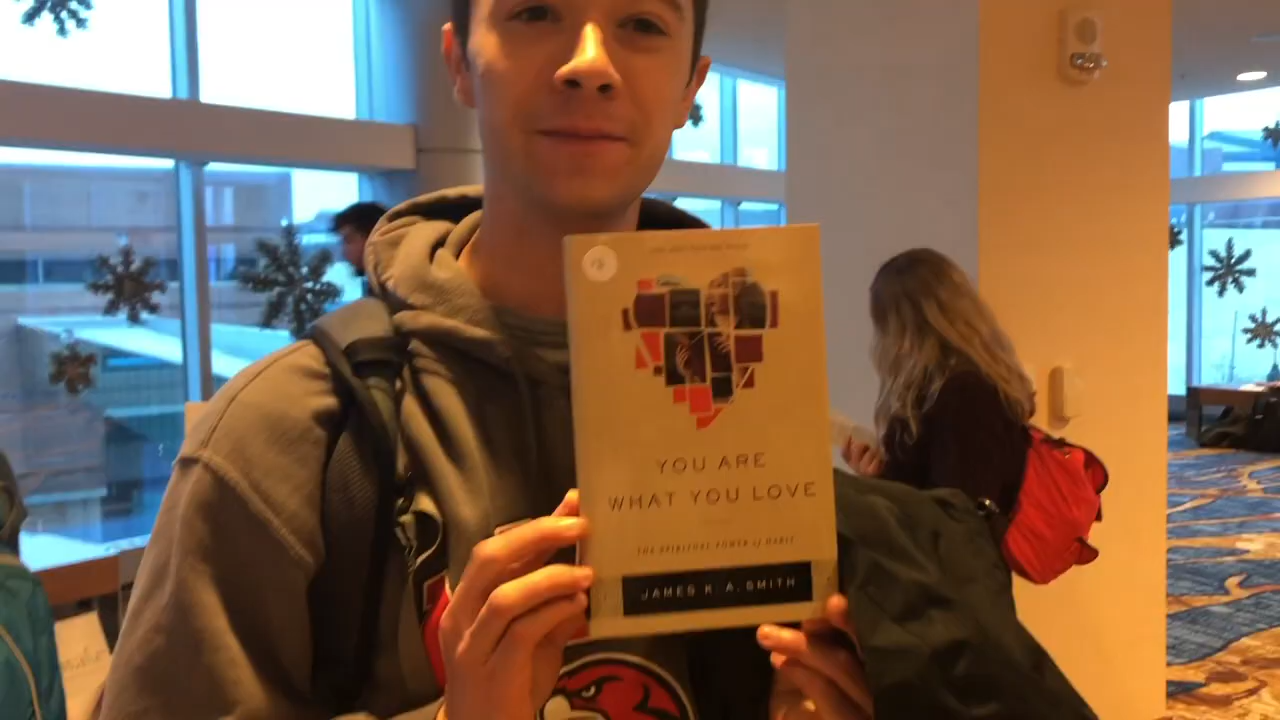 YOU ARE
WHAT YOU LOVE
THE SPIRITUAL POWER of HABIT
JAMES K. A. SMITH